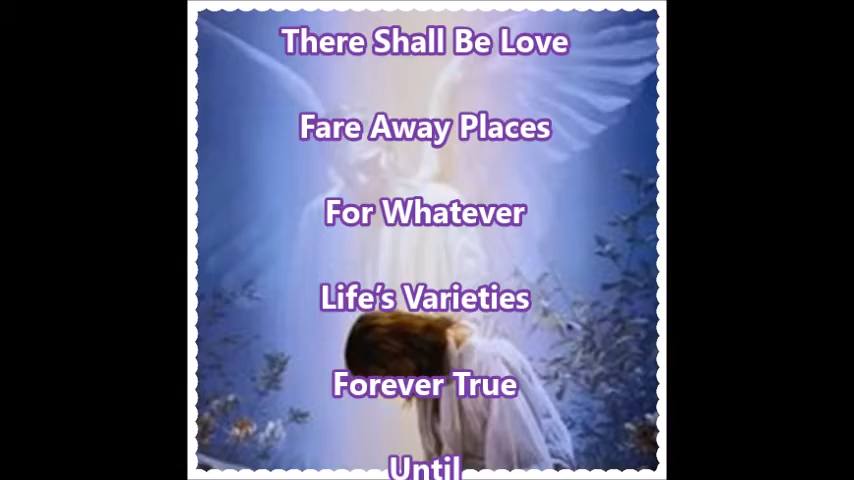 There Shall Be Love
Fare Away Places
For Whatever
Life's Varieties
Forever True
Until